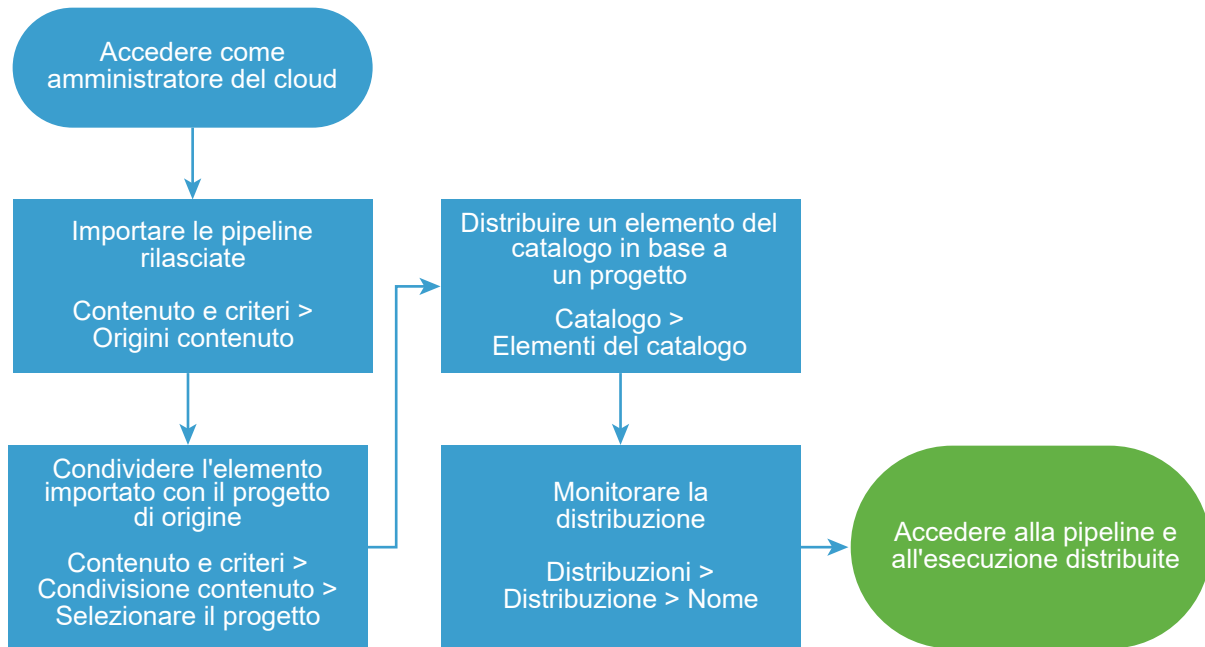 Accedere come
amministratore del cloud
Importare le pipeline
rilasciate
Contenuto e criteri >
Origini contenuto
Condividere l'elemento
importato con il progetto
di origine
Contenuto e criteri >
Condivisione contenuto >
Selezionare il progetto
Distribuire un elemento del
catalogo in base a
un progetto
Catalogo >
Elementi del catalogo
Monitorare la
distribuzione
Distribuzioni >
Distribuzione > Nome
Accedere alla pipeline e
all'esecuzione distribuite